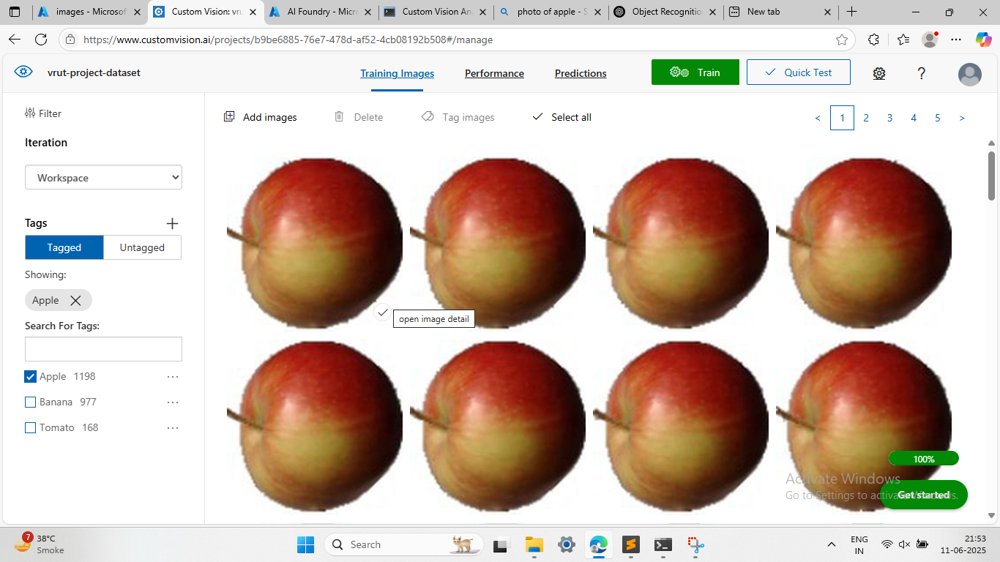 images - Microsof
Custom Vision: vru
AI Foundry - Micro
Custom Vision An
photo of apple - S
Object Recognitio
New tab
https://www.customvision.ai/projects/b9be6885-76e7-478d-af52-4cb08192b508#/manage
vrut-project-dataset
Training Images
Performance
Predictions
Train
Quick Test
?
Filter
Add images
Delete
Tag images
Select all
< 1 2 3 4 5 >
Iteration
Workspace
Tags
Tagged
Untagged
Showing:
Apple
open image detail
Search For Tags:
Apple 1198 ...
Banana 977 ...
Tomato 168 ...
100%
Activate Windows
Go to Settings to activate Windows.
Get started
7
38°C
Smoke
Search
ENG
IN
21:53
11-06-2025